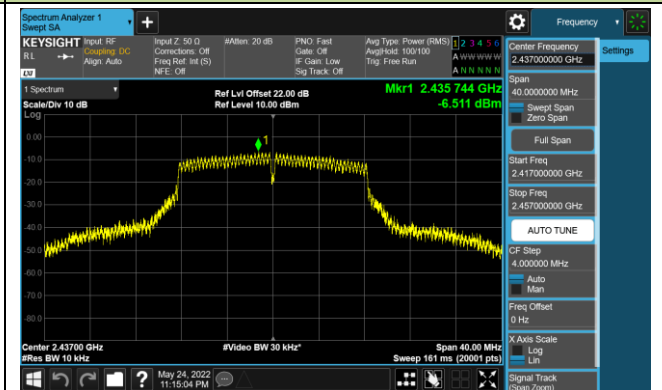 Spectrum Analyzer 1
Swept SA
+
Frequency
KEYSIGHT
RL
LXI
Input: RF
Coupling: DC
Align: Auto
Input Z: 50 Ω
Corrections: Off
Freq Ref: Int (S)
NFE: Off
#Atten: 20 dB
PNO: Fast
Gate: Off
IF Gain: Low
Sig Track: Off
Avg Type: Power (RMS)
Avg|Hold: 100/100
Trig: Free Run
1 2 3 4 5 6
A W W W W W
A N N N N N
1 Spectrum
Scale/Div 10 dB
Log
Ref Lvl Offset 22.00 dB
Ref Level 10.00 dBm
Mkr1 2.435 744 GHz
-6.511 dBm
1
0.00
-10.0
-20.0
-30.0
-40.0
-50.0
-60.0
-70.0
-80.0
Center 2.43700 GHz
#Res BW 10 kHz
#Video BW 30 kHz*
Span 40.00 MHz
Sweep 161 ms (20001 pts)
Center Frequency
2.437000000 GHz
Settings
Span
40.0000000 MHz
Swept Span
Zero Span
Full Span
Start Freq
2.417000000 GHz
Stop Freq
2.457000000 GHz
AUTO TUNE
CF Step
4.000000 MHz
Auto
Man
Freq Offset
0 Hz
X Axis Scale
Log
Lin
Signal Track
(Span Zoom)
?
May 24, 2022
11:15:04 PM